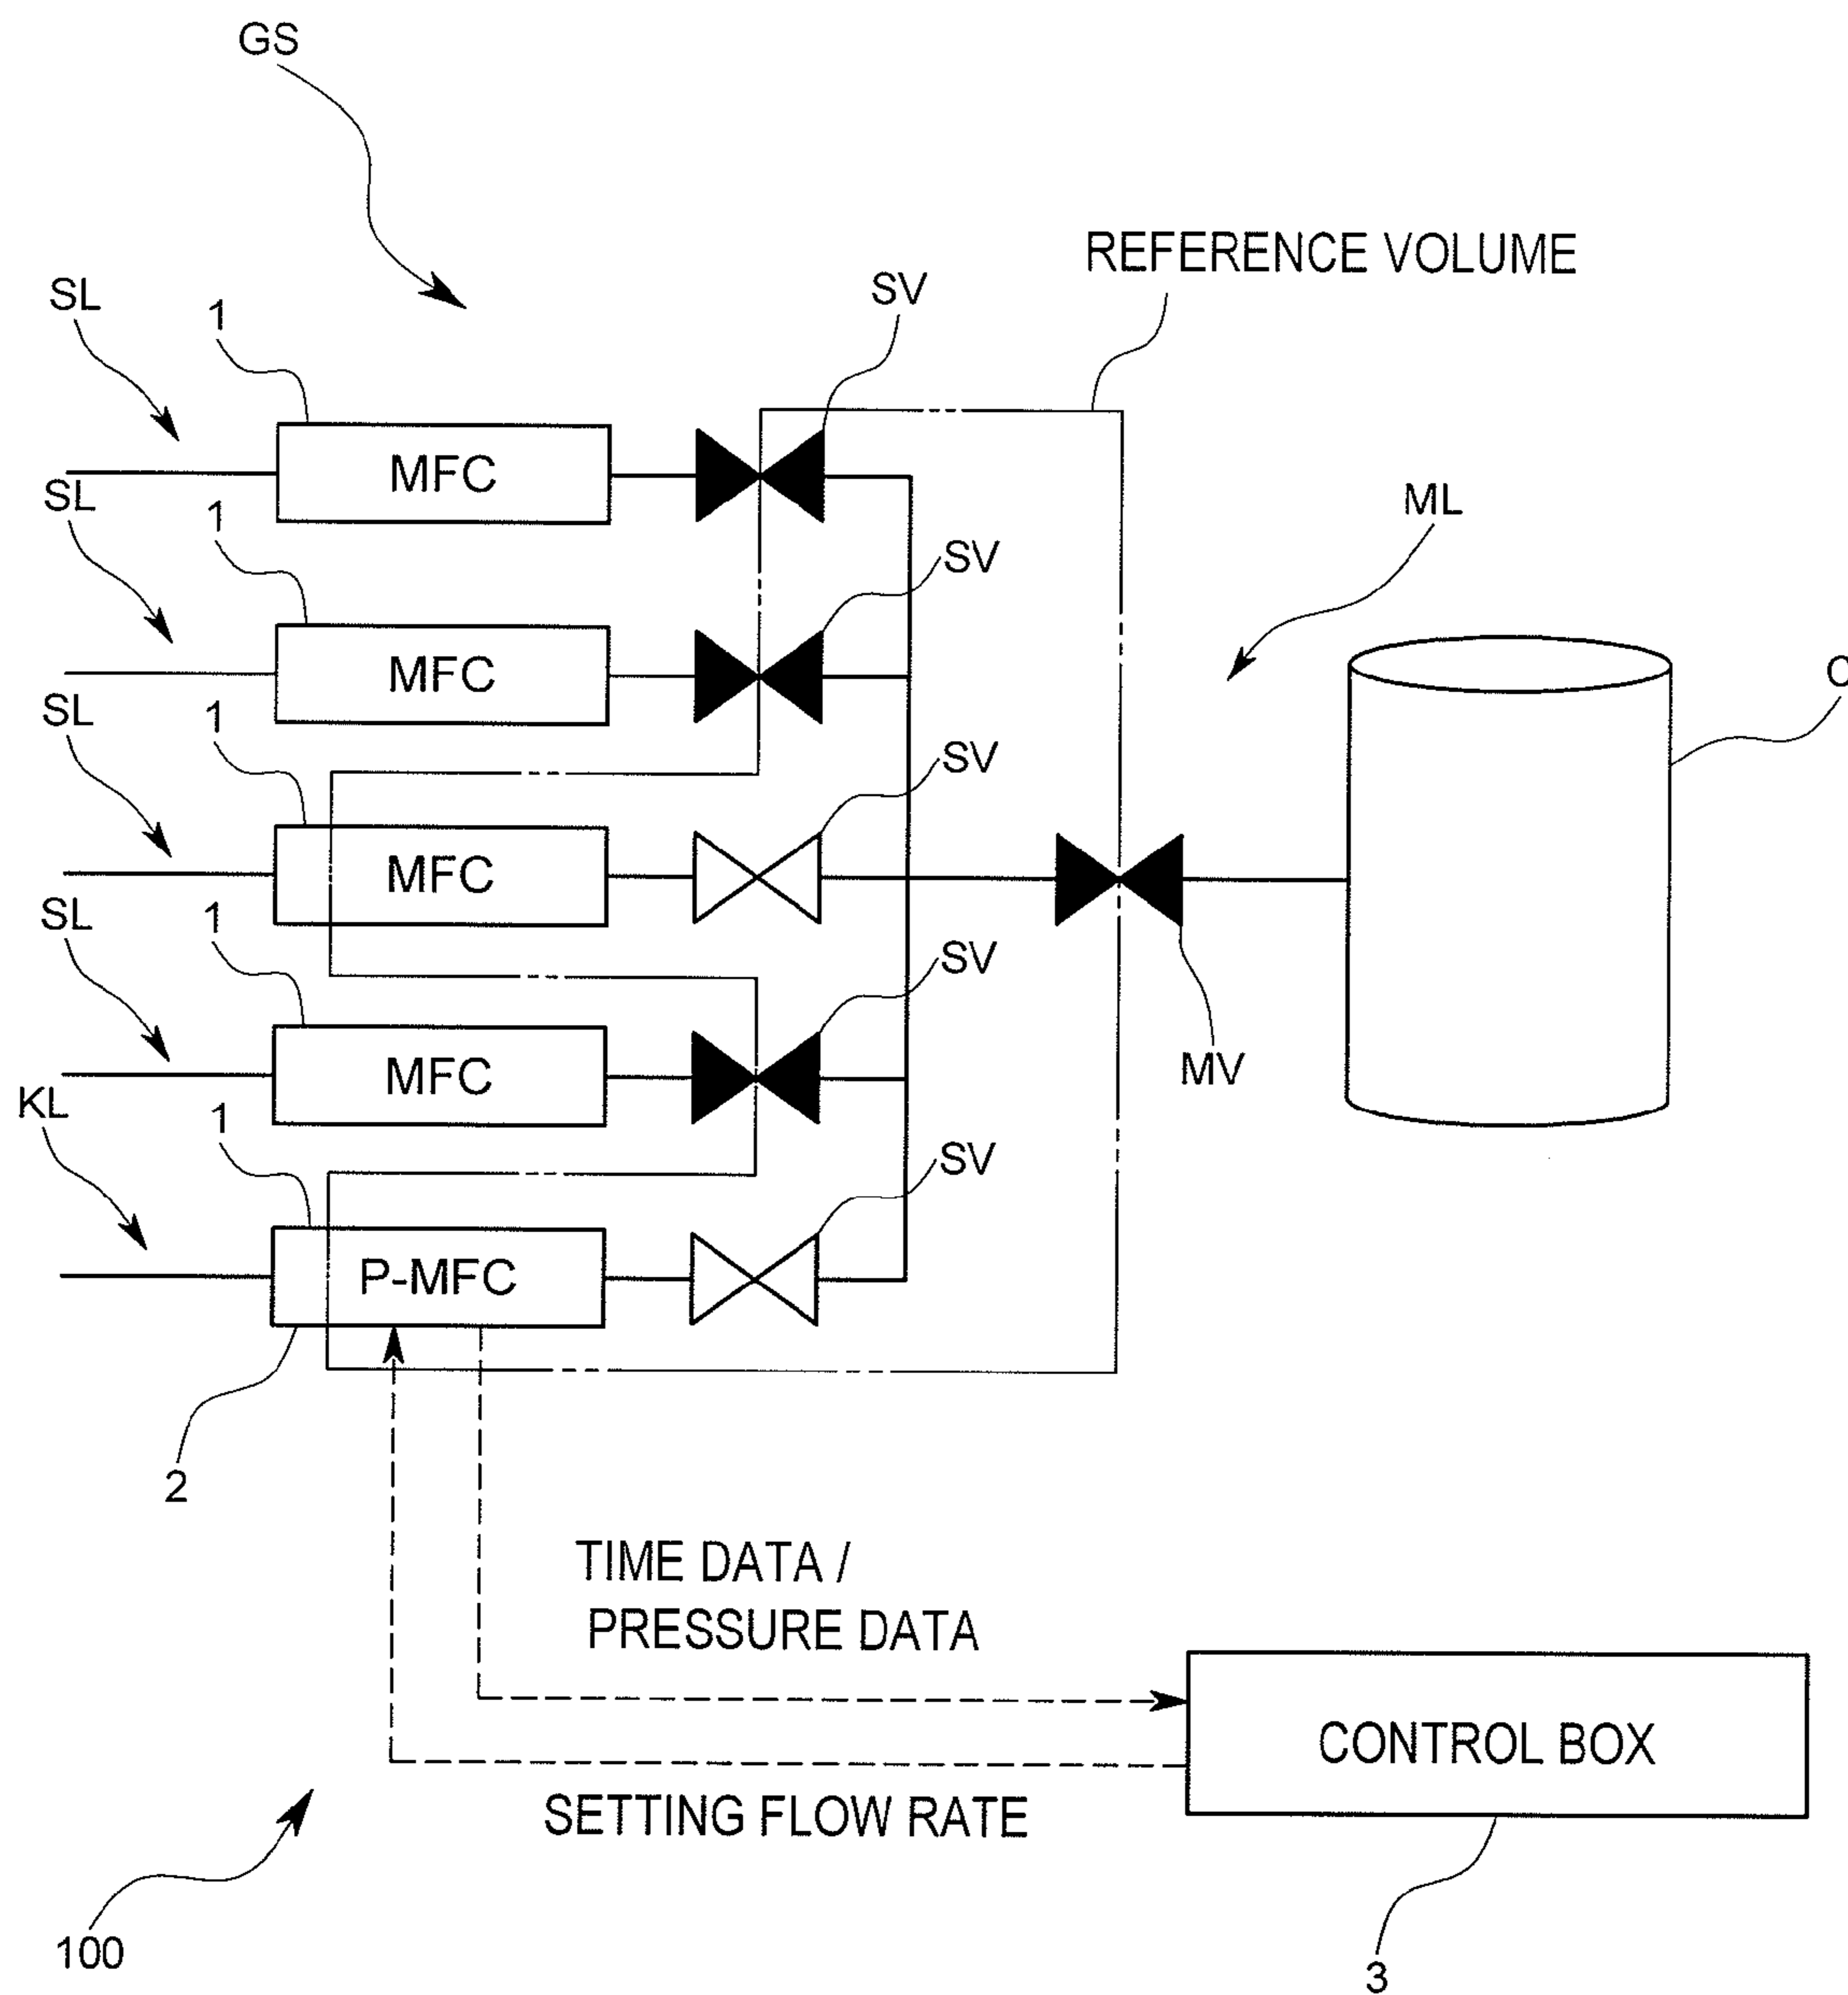 GS
REFERENCE VOLUME
SL
1
SV
MFC
SL
1
SV
ML
MFC
SL
1
SV
MFC
SL
1
SV
MFC
MV
KL
1
SV
P-MFC
2
TIME DATA /
PRESSURE DATA
CONTROL BOX
SETTING FLOW RATE
100
3